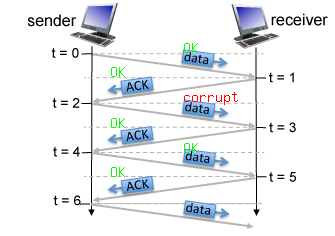 sender
receiver
t = 0
OK
data
t = 1
OK
ACK
t = 2
corrupt
data
t = 3
OK
ACK
t = 4
OK
data
t = 5
OK
ACK
t = 6
data